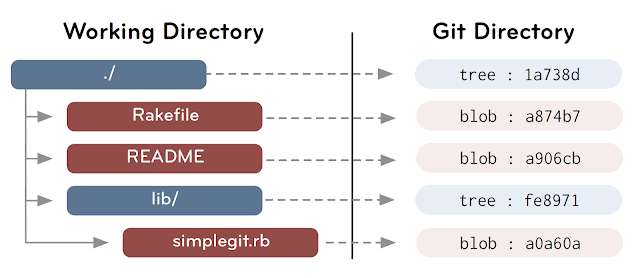 Working Directory
Git Directory
./
tree : 1a738d
Rakefile
blob : a874b7
README
blob : a906cb
lib/
tree : fe8971
simplegit.rb
blob : a0a60a